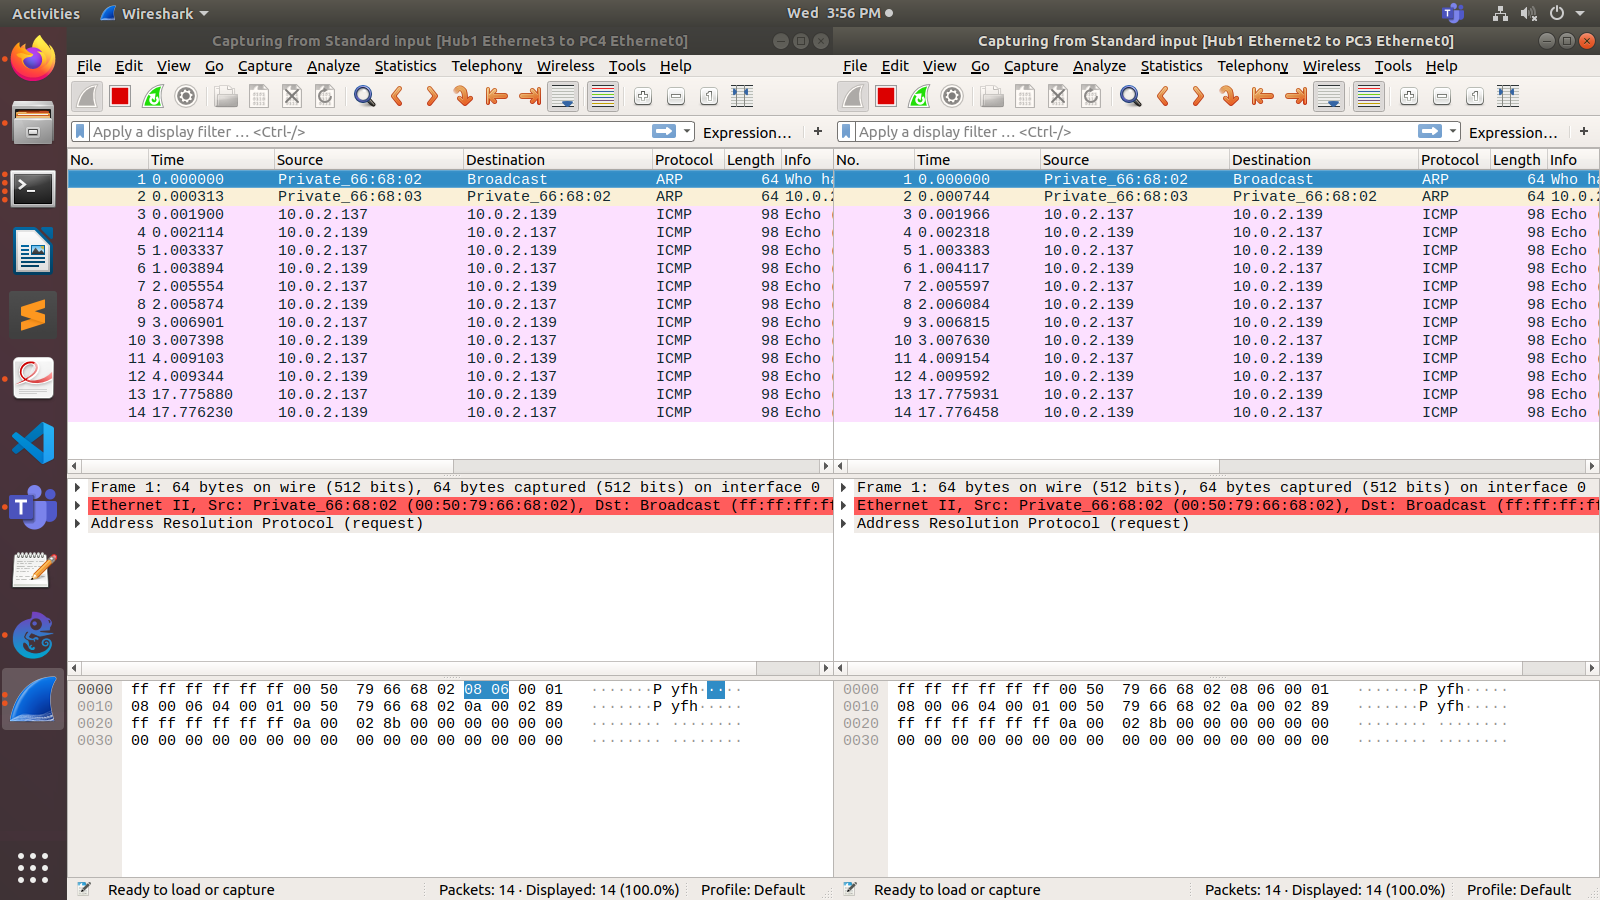 Activities Wireshark Wed 3:56 PM
Capturing from Standard input [Hub1 Ethernet3 to PC4 Ethernet0]
File Edit View Go Capture Analyze Statistics Telephony Wireless Tools Help
Apply a display filter … <Ctrl-/> Expression… +
No. Time Source Destination Protocol Length Info
1 0.000000 Private_66:68:02 Broadcast ARP 64 Who ha
2 0.000313 Private_66:68:03 Private_66:68:02 ARP 64 10.0.2
3 0.001900 10.0.2.137 10.0.2.139 ICMP 98 Echo
4 0.002114 10.0.2.139 10.0.2.137 ICMP 98 Echo
5 1.003337 10.0.2.137 10.0.2.139 ICMP 98 Echo
6 1.003894 10.0.2.139 10.0.2.137 ICMP 98 Echo
7 2.005554 10.0.2.137 10.0.2.139 ICMP 98 Echo
8 2.005874 10.0.2.139 10.0.2.137 ICMP 98 Echo
9 3.006901 10.0.2.137 10.0.2.139 ICMP 98 Echo
10 3.007398 10.0.2.139 10.0.2.137 ICMP 98 Echo
11 4.009103 10.0.2.137 10.0.2.139 ICMP 98 Echo
12 4.009344 10.0.2.139 10.0.2.137 ICMP 98 Echo
13 17.775880 10.0.2.137 10.0.2.139 ICMP 98 Echo
14 17.776230 10.0.2.139 10.0.2.137 ICMP 98 Echo
Frame 1: 64 bytes on wire (512 bits), 64 bytes captured (512 bits) on interface 0
Ethernet II, Src: Private_66:68:02 (00:50:79:66:68:02), Dst: Broadcast (ff:ff:ff:ff
Address Resolution Protocol (request)
0000 ff ff ff ff ff ff 00 50 79 66 68 02 08 06 00 01 ·······P yfh·····
0010 08 00 06 04 00 01 00 50 79 66 68 02 0a 00 02 89 ·······P yfh·····
0020 ff ff ff ff ff ff 0a 00 02 8b 00 00 00 00 00 00 ········ ········
0030 00 00 00 00 00 00 00 00 00 00 00 00 00 00 00 00 ········ ········
Ready to load or capture Packets: 14 · Displayed: 14 (100.0%) Profile: Default
Capturing from Standard input [Hub1 Ethernet2 to PC3 Ethernet0]
File Edit View Go Capture Analyze Statistics Telephony Wireless Tools Help
Apply a display filter … <Ctrl-/> Expression… +
No. Time Source Destination Protocol Length Info
1 0.000000 Private_66:68:02 Broadcast ARP 64 Who ha
2 0.000744 Private_66:68:03 Private_66:68:02 ARP 64 10.0.2
3 0.001966 10.0.2.137 10.0.2.139 ICMP 98 Echo
4 0.002318 10.0.2.139 10.0.2.137 ICMP 98 Echo
5 1.003383 10.0.2.137 10.0.2.139 ICMP 98 Echo
6 1.004117 10.0.2.139 10.0.2.137 ICMP 98 Echo
7 2.005597 10.0.2.137 10.0.2.139 ICMP 98 Echo
8 2.006084 10.0.2.139 10.0.2.137 ICMP 98 Echo
9 3.006815 10.0.2.137 10.0.2.139 ICMP 98 Echo
10 3.007630 10.0.2.139 10.0.2.137 ICMP 98 Echo
11 4.009154 10.0.2.137 10.0.2.139 ICMP 98 Echo
12 4.009592 10.0.2.139 10.0.2.137 ICMP 98 Echo
13 17.775931 10.0.2.137 10.0.2.139 ICMP 98 Echo
14 17.776458 10.0.2.139 10.0.2.137 ICMP 98 Echo
Frame 1: 64 bytes on wire (512 bits), 64 bytes captured (512 bits) on interface 0
Ethernet II, Src: Private_66:68:02 (00:50:79:66:68:02), Dst: Broadcast (ff:ff:ff:ff
Address Resolution Protocol (request)
0000 ff ff ff ff ff ff 00 50 79 66 68 02 08 06 00 01 ·······P yfh·····
0010 08 00 06 04 00 01 00 50 79 66 68 02 0a 00 02 89 ·······P yfh·····
0020 ff ff ff ff ff ff 0a 00 02 8b 00 00 00 00 00 00 ········ ········
0030 00 00 00 00 00 00 00 00 00 00 00 00 00 00 00 00 ········ ········
Ready to load or capture Packets: 14 · Displayed: 14 (100.0%) Profile: Default